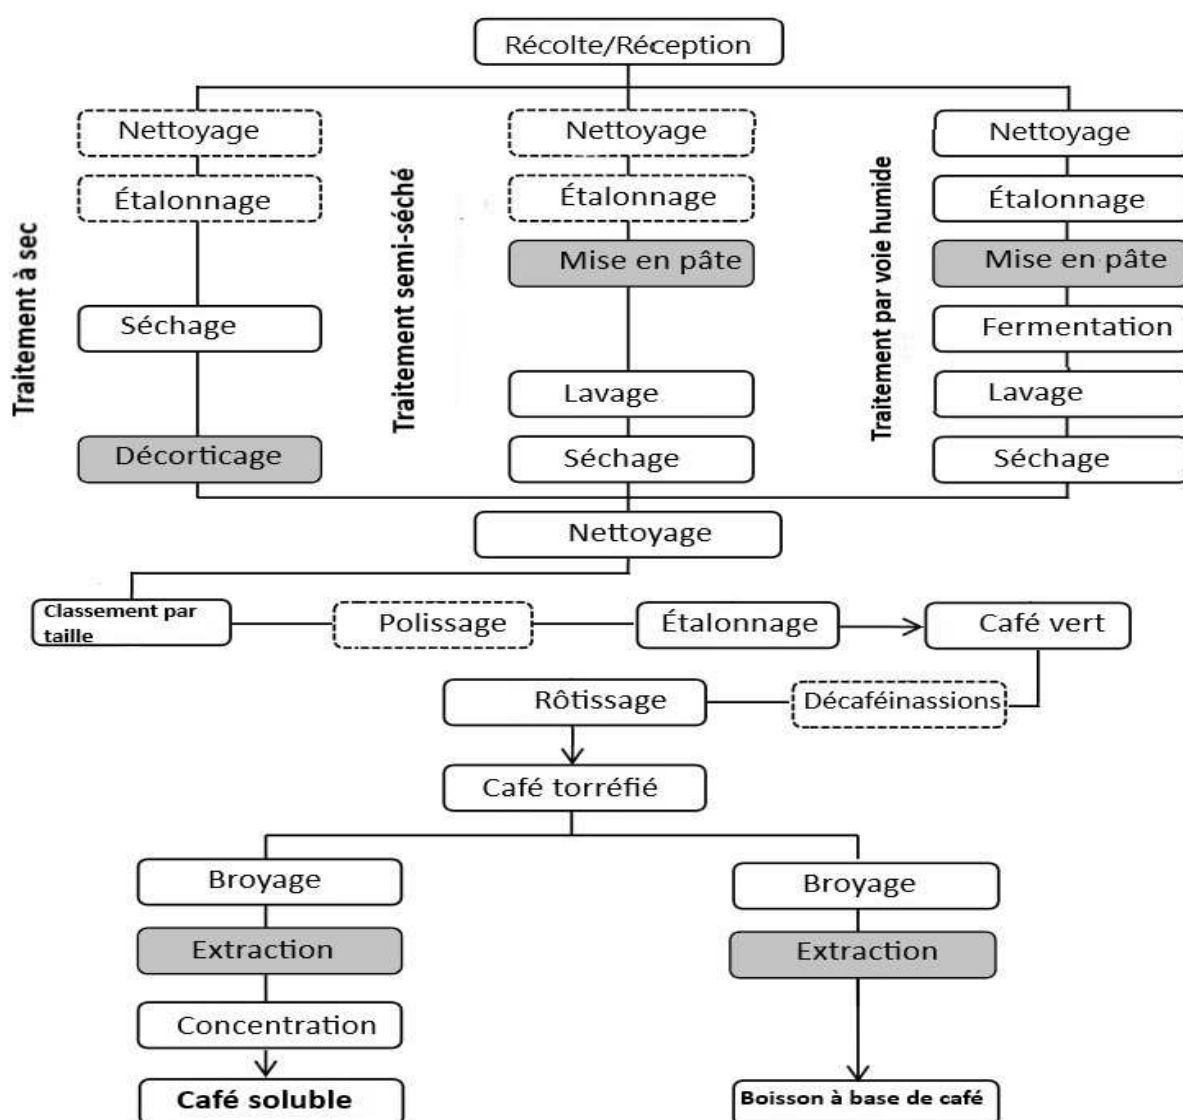 Récolte/Réception
Traitement à sec
Nettoyage
Étalonnage
Séchage
Décorticage
Traitement semi-séché
Nettoyage
Étalonnage
Mise en pâte
Lavage
Séchage
Traitement par voie humide
Nettoyage
Étalonnage
Mise en pâte
Fermentation
Lavage
Séchage
Nettoyage
Classement par
taille
Polissage
Étalonnage
Café vert
Décaféinassions
Rôtissage
Café torréfié
Broyage
Extraction
Concentration
Café soluble
Broyage
Extraction
Boisson à base de café